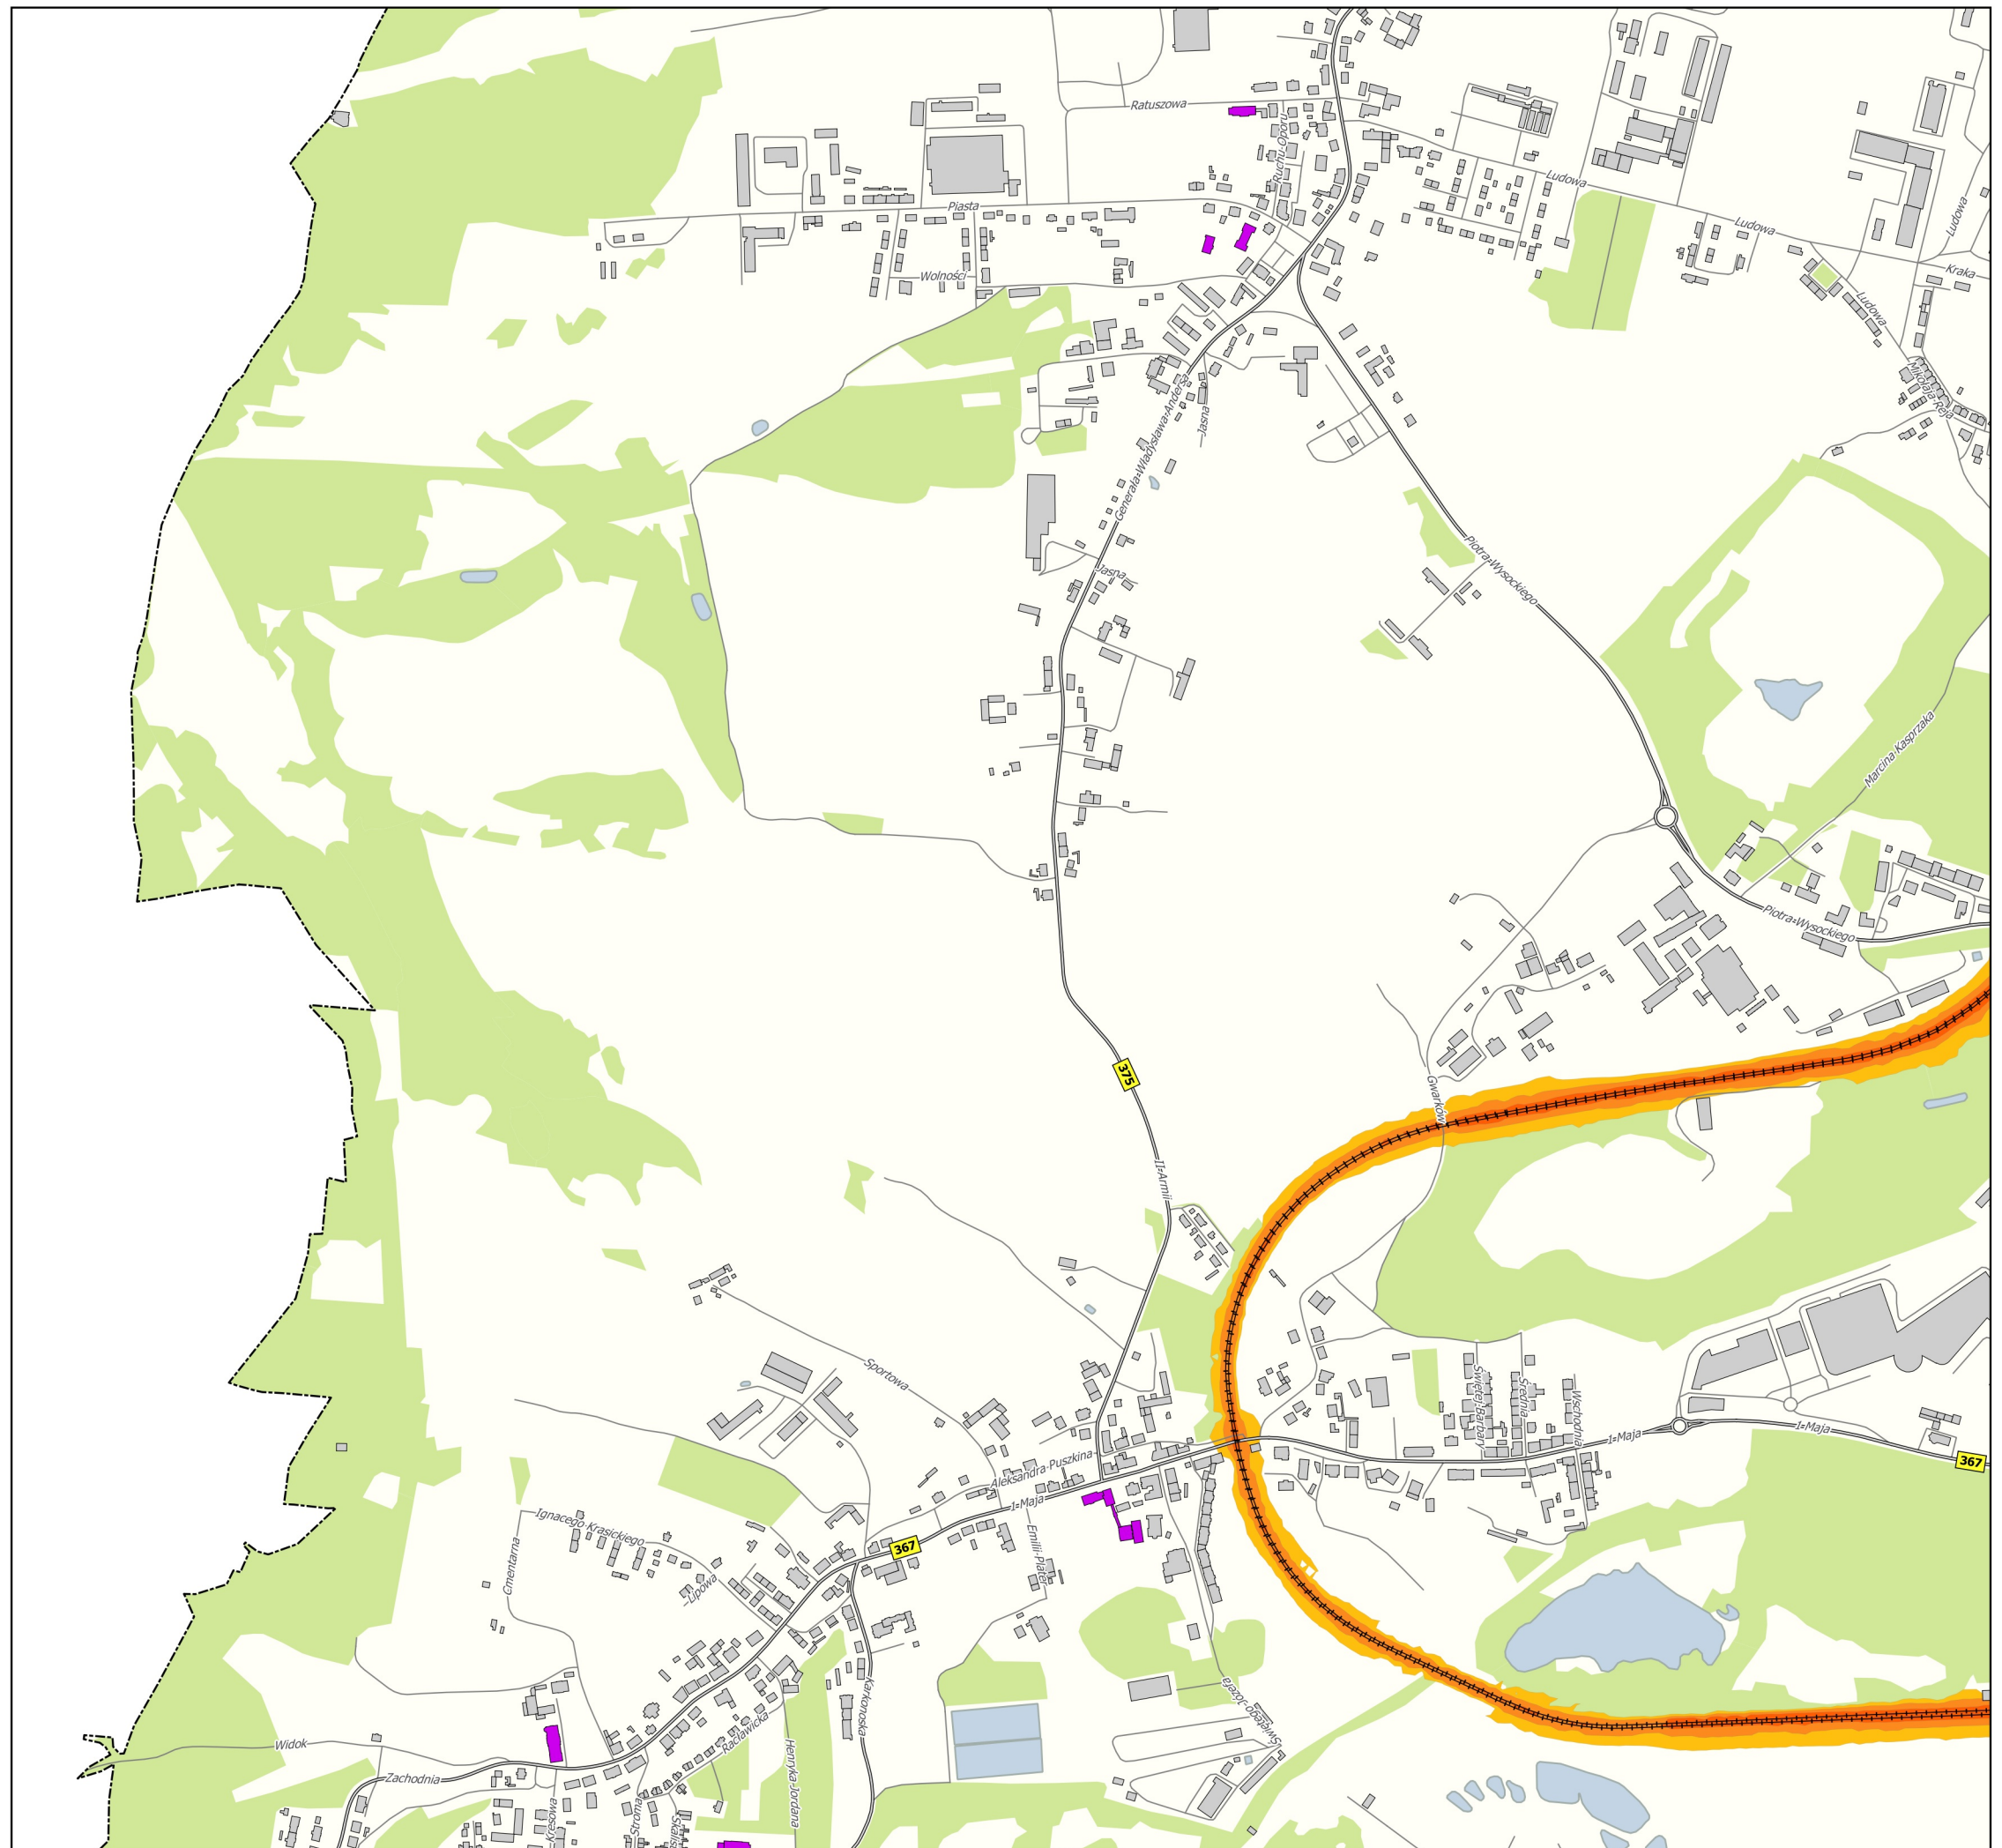 Ratuszowa
Ruchu Oporu
Ludowa
Ludowa
Ludowa
Piasta
Kraka
Wolności
Ludowa
Mikołaja Reja
Generała Władysława Andersa
Jasna
Piotra Wysockiego
Jasna
Marcina Kasprzaka
Piotra Wysockiego
375
Gwarków
II Armii
Sportowa
Świętej Barbary
Średnia
Wschodnia
1 Maja
1 Maja
367
Aleksandra Puszkina
1 Maja
Ignacego Krasickiego
Cmentarna
367
Emilii Plater
Lipowa
Karkonoska
Świętego Józefa
Racławicka
Widok
Henryka Jordana
Zachodnia
Kresowa
Stroma